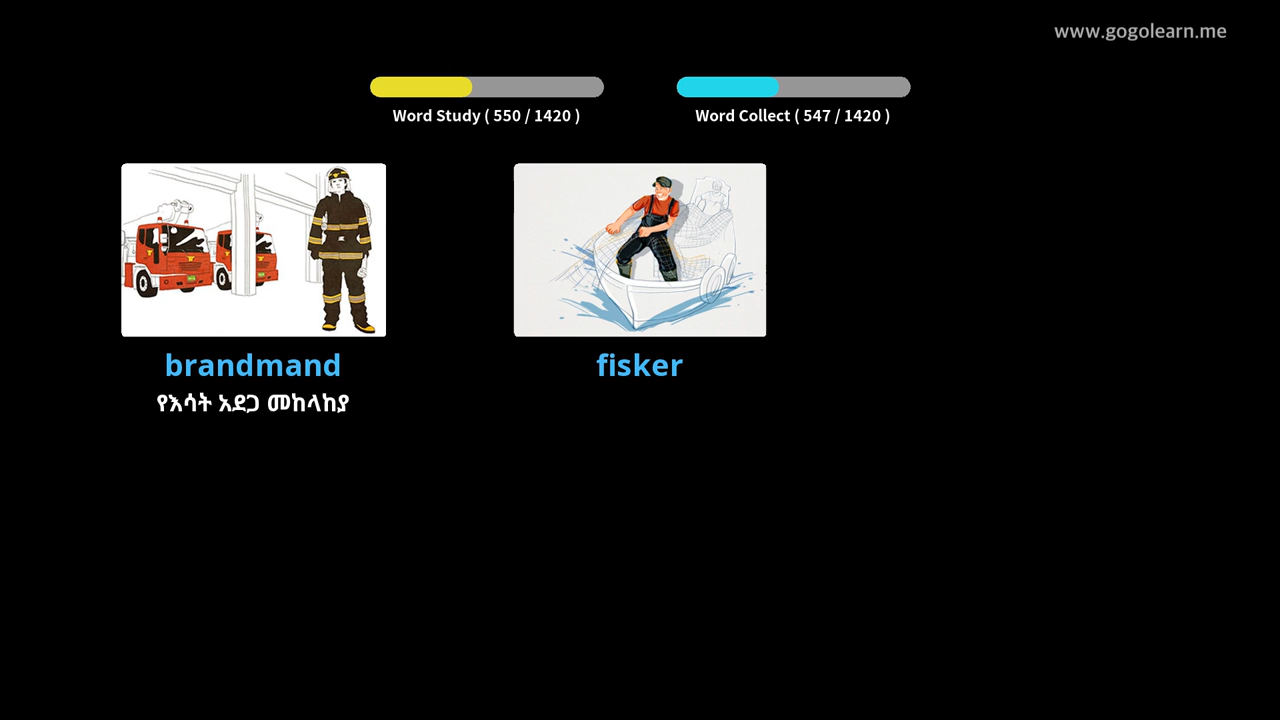 www.gogolearn.me
Word Study ( 550 / 1420 )
Word Collect ( 547 / 1420 )
brandmand
fisker
የእሳት አደጋ መከላከያ